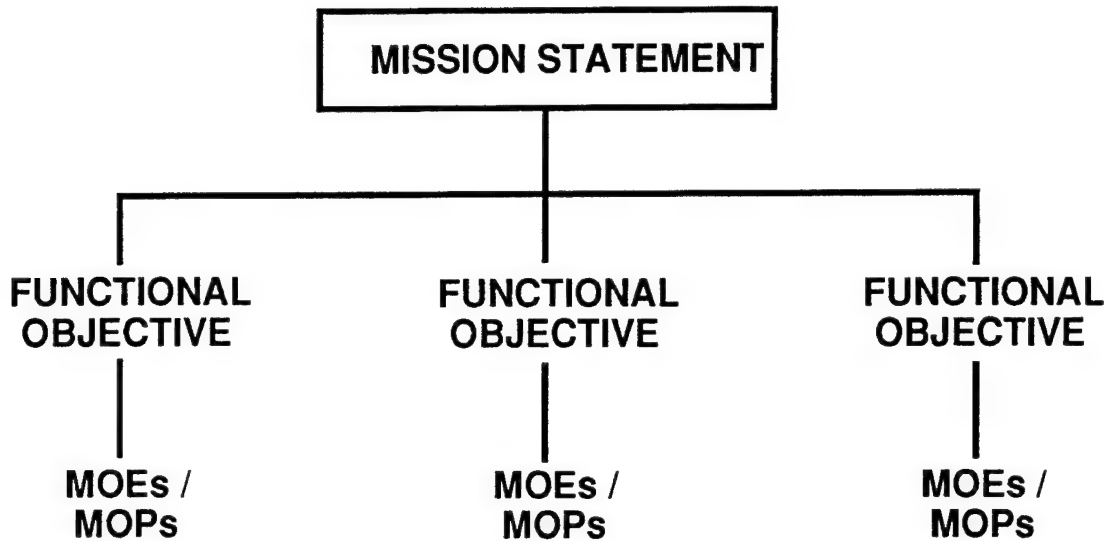 MISSION STATEMENT
FUNCTIONAL
OBJECTIVE
FUNCTIONAL
OBJECTIVE
FUNCTIONAL
OBJECTIVE
MOEs /
MOPs
MOEs /
MOPs
MOEs /
MOPs